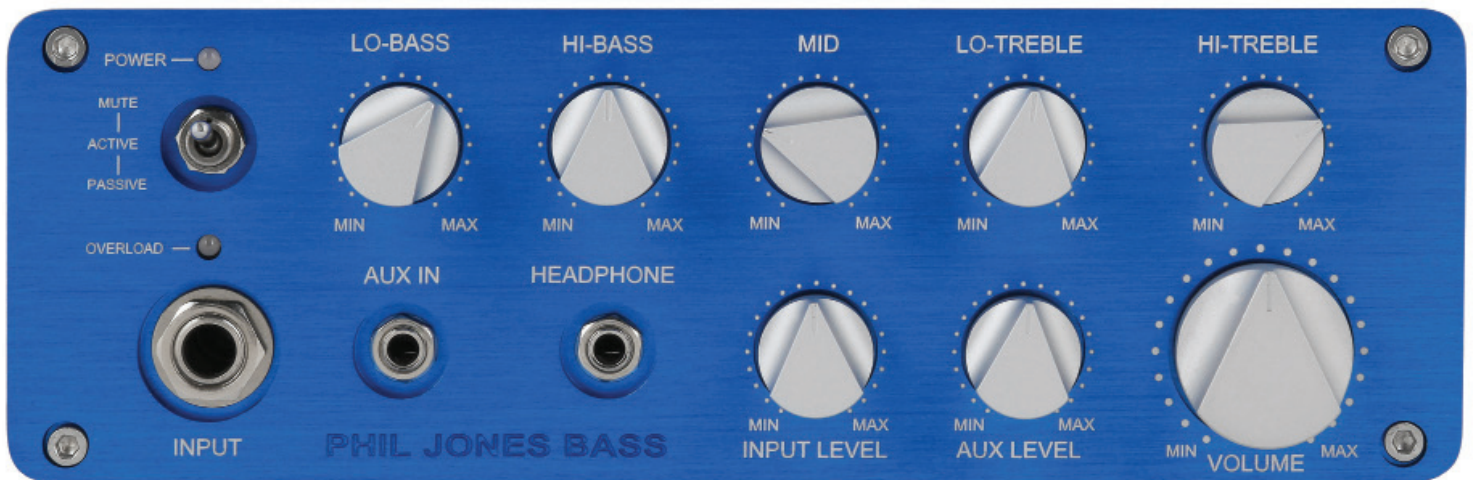 POWER
MUTE
ACTIVE
PASSIVE
OVERLOAD
INPUT
LO-BASS
MIN MAX
HI-BASS
MIN MAX
MID
MIN MAX
LO-TREBLE
MIN MAX
HI-TREBLE
MIN MAX
AUX IN
HEADPHONE
PHIL JONES BASS
MIN MAX
INPUT LEVEL
MIN MAX
AUX LEVEL
MIN MAX
VOLUME